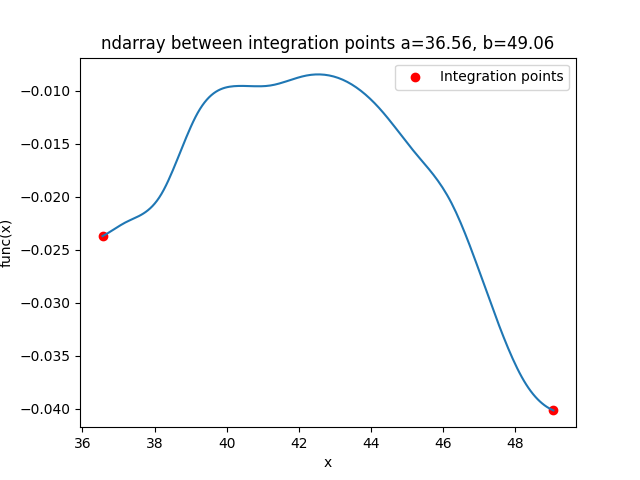 ndarray between integration points a=36.56, b=49.06
Integration points
func(x)
−0.010
−0.015
−0.020
−0.025
−0.030
−0.035
−0.040
36 38 40 42 44 46 48
x